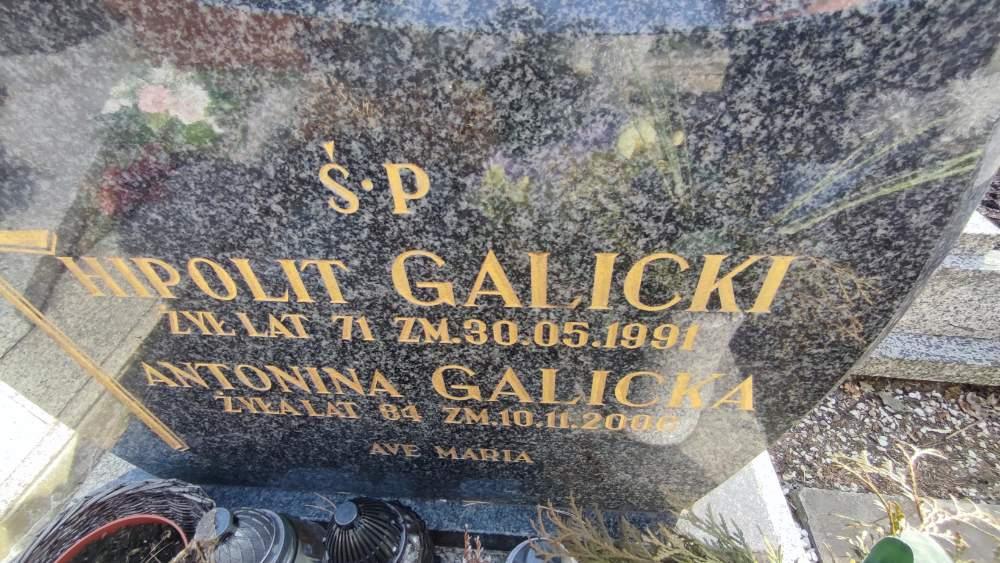 Ś.P
HIPOLIT GALICKI
ŻYŁ LAT 71 ZM.30.05.1991
ANTONINA GALICKA
ŻYŁA LAT 84 ZM.10.11.2000
AVE MARIA